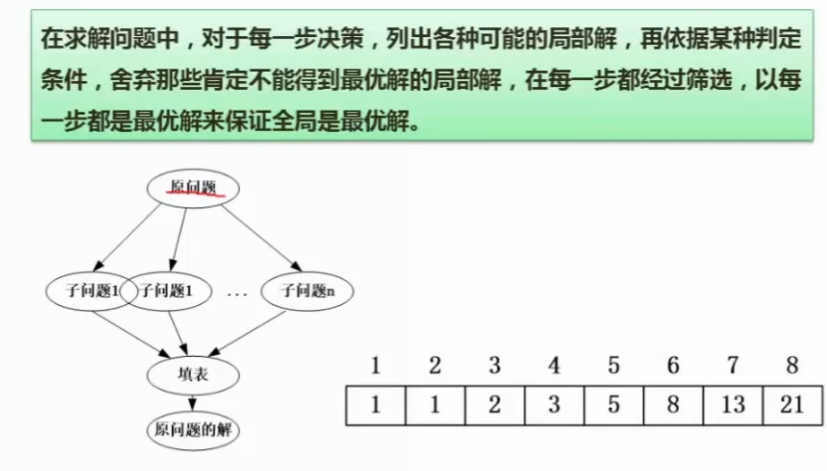 在求解问题中，对于每一步决策，列出各种可能的局部解，再依据某种判定
条件，舍弃那些肯定不能得到最优解的局部解，在每一步都经过筛选，以每
一步都是最优解来保证全局是最优解。
原问题
子问题1 子问题1 ... 子问题n
填表
原问题的解
1 2 3 4 5 6 7 8
1 1 2 3 5 8 13 21